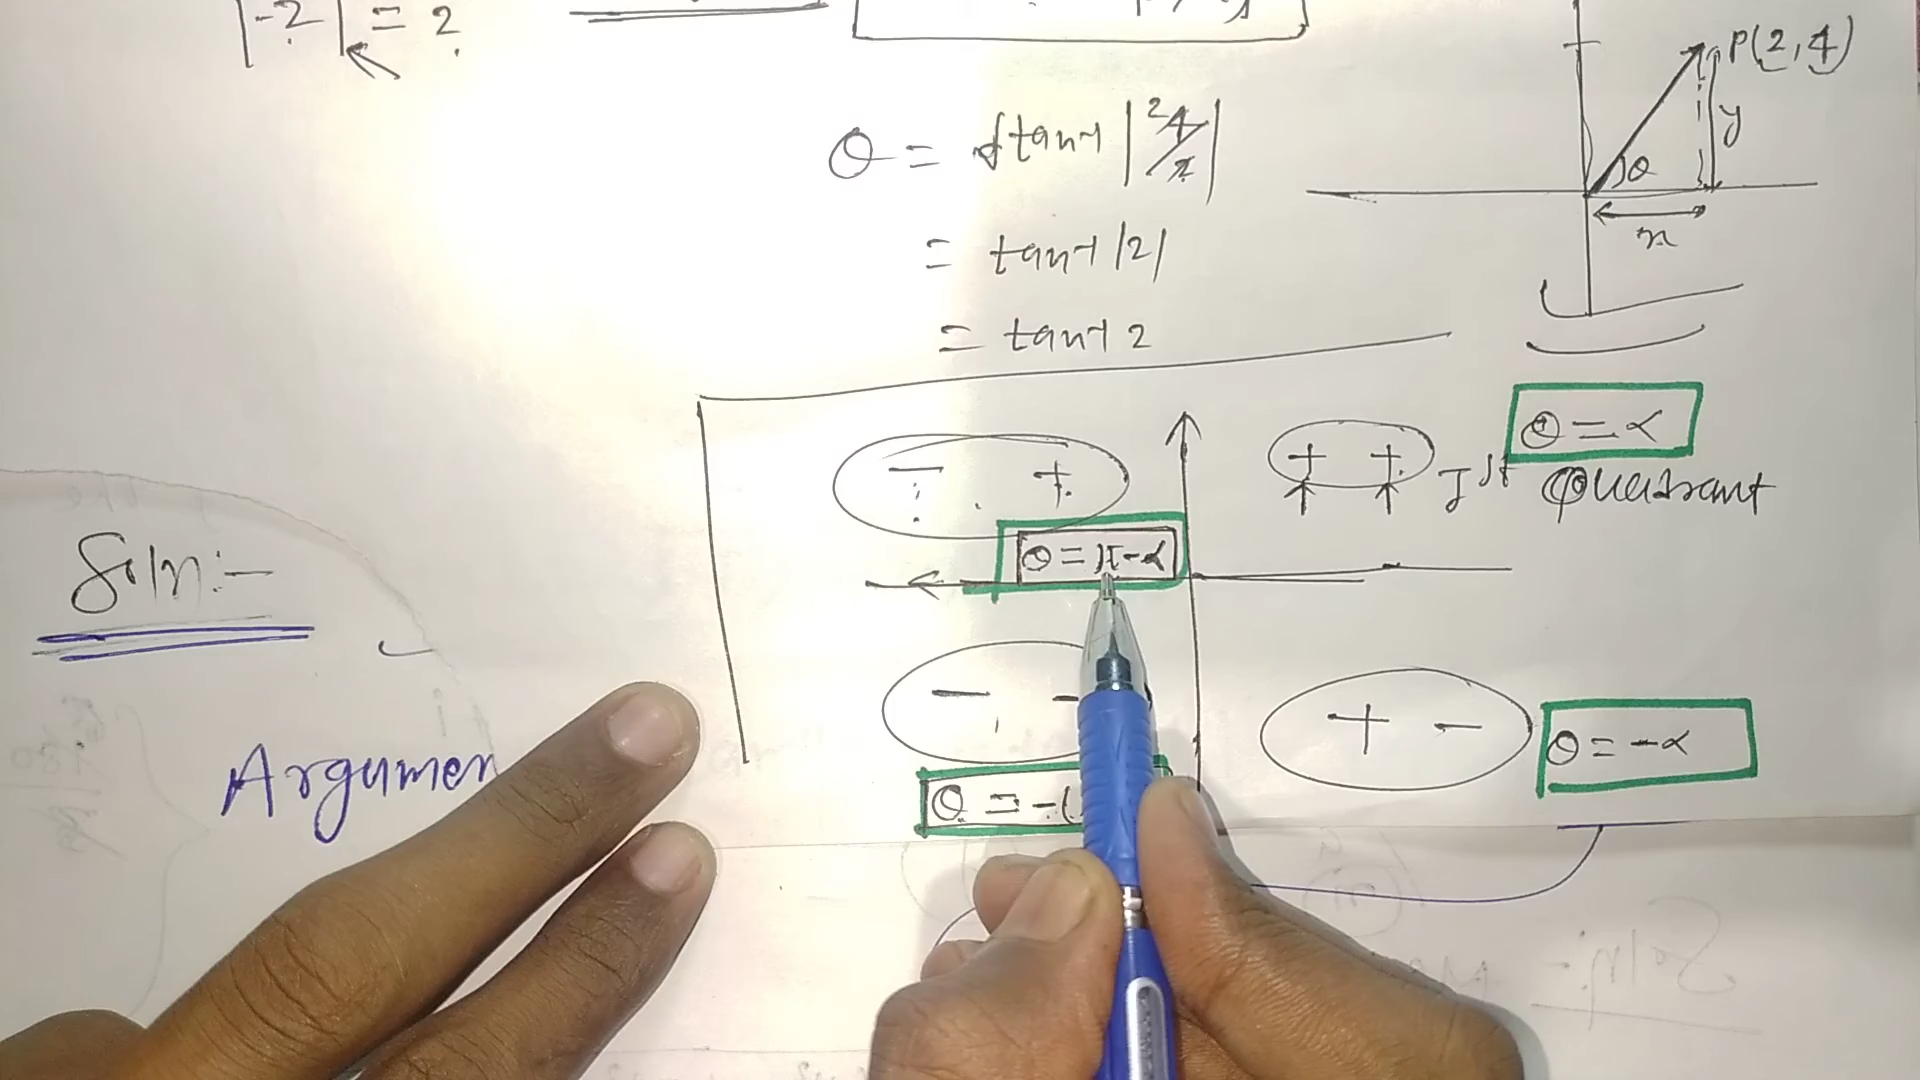 |-2| = 2
P(2,4)
y
θ
x
θ = tan-1 |4/2|
= tan-1 |2|
= tan-1 2
θ = α
- +
+ + Ist Quadrant
θ = π-α
Soln:-
- -
+ -
θ = -α
Argumen
θ = -(